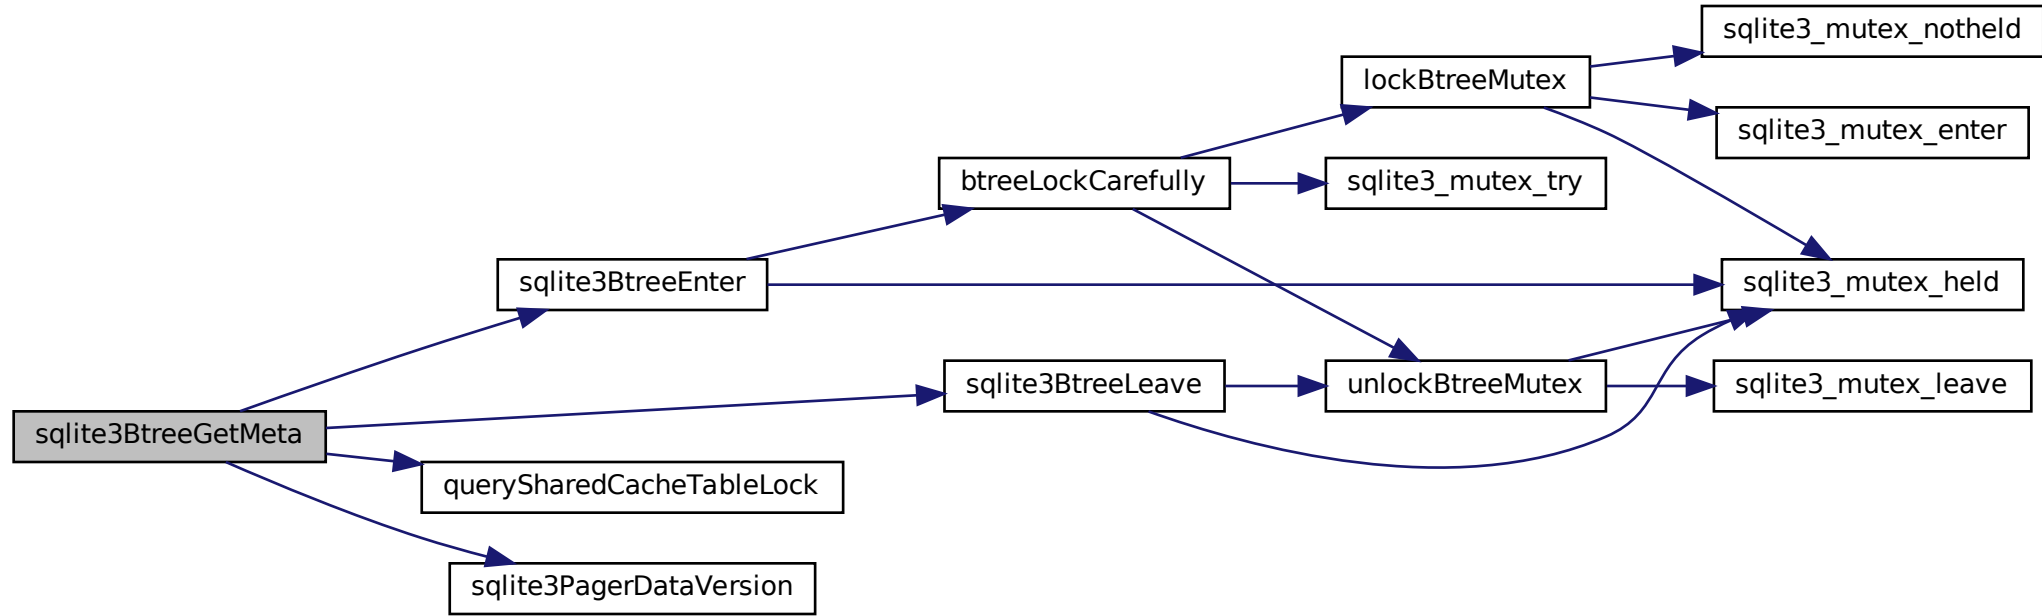 sqlite3_mutex_notheld
lockBtreeMutex
sqlite3_mutex_enter
btreeLockCarefully
sqlite3_mutex_try
sqlite3BtreeEnter
sqlite3_mutex_held
sqlite3BtreeLeave
unlockBtreeMutex
sqlite3_mutex_leave
sqlite3BtreeGetMeta
querySharedCacheTableLock
sqlite3PagerDataVersion